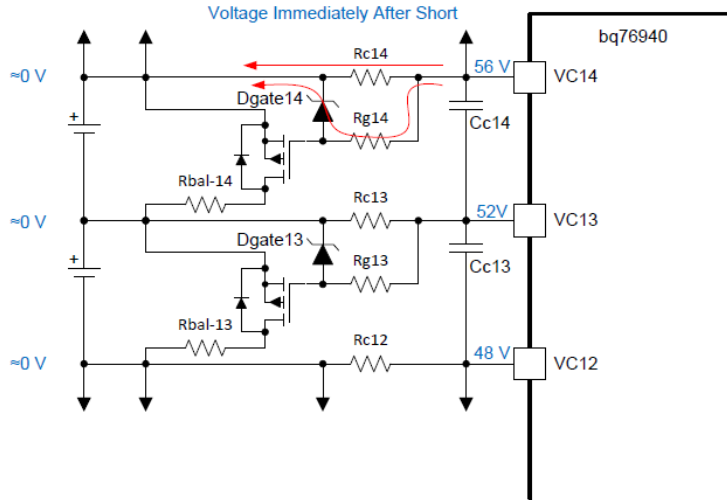 Voltage Immediately After Short
bq76940
≈0 V
Rc14
56 V
VC14
Dgate14
Rg14
Cc14
+
Rbal-14
≈0 V
Rc13
52V
VC13
Dgate13
Rg13
Cc13
+
Rbal-13
≈0 V
Rc12
48 V
VC12